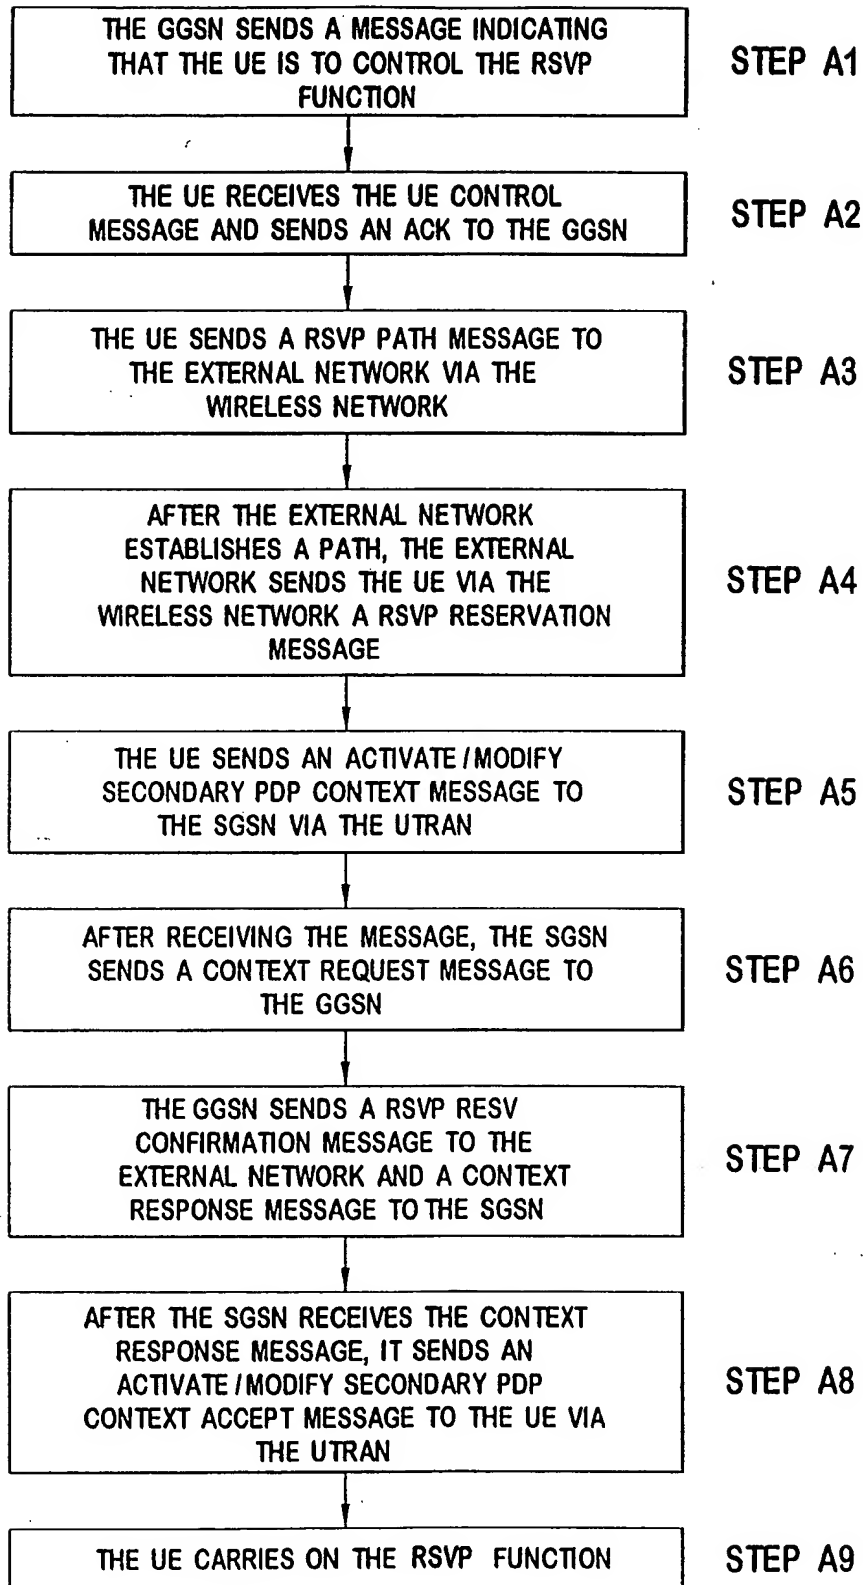 THE GGSN SENDS A MESSAGE INDICATING
THAT THE UE IS TO CONTROL THE RSVP
FUNCTION
STEP A1
THE UE RECEIVES THE UE CONTROL
MESSAGE AND SENDS AN ACK TO THE GGSN
STEP A2
THE UE SENDS A RSVP PATH MESSAGE TO
THE EXTERNAL NETWORK VIA THE
WIRELESS NETWORK
STEP A3
AFTER THE EXTERNAL NETWORK
ESTABLISHES A PATH, THE EXTERNAL
NETWORK SENDS THE UE VIA THE
WIRELESS NETWORK A RSVP RESERVATION
MESSAGE
STEP A4
THE UE SENDS AN ACTIVATE/MODIFY
SECONDARY PDP CONTEXT MESSAGE TO
THE SGSN VIA THE UTRAN
STEP A5
AFTER RECEIVING THE MESSAGE, THE SGSN
SENDS A CONTEXT REQUEST MESSAGE TO
THE GGSN
STEP A6
THE GGSN SENDS A RSVP RESV
CONFIRMATION MESSAGE TO THE
EXTERNAL NETWORK AND A CONTEXT
RESPONSE MESSAGE TO THE SGSN
STEP A7
AFTER THE SGSN RECEIVES THE CONTEXT
RESPONSE MESSAGE, IT SENDS AN
ACTIVATE/MODIFY SECONDARY PDP
CONTEXT ACCEPT MESSAGE TO THE UE VIA
THE UTRAN
STEP A8
THE UE CARRIES ON THE RSVP FUNCTION
STEP A9